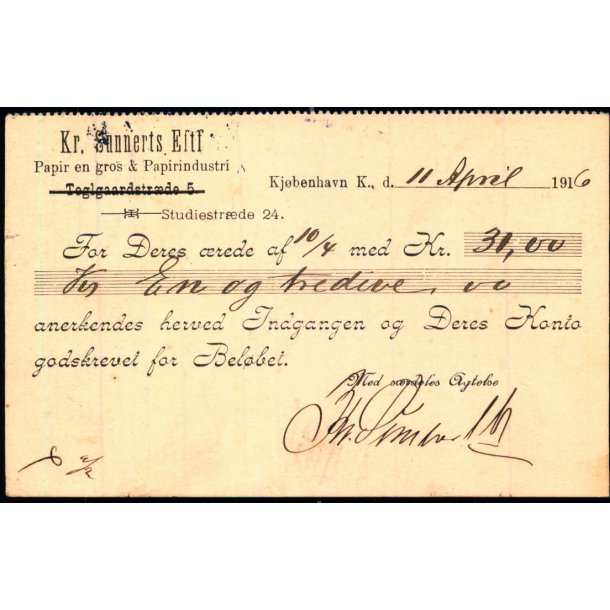 Kr. Sunnerts Eftf
Papir en gros & Papirindustri
Teglgaardstræde 5.
Studiestræde 24.
Kjøbenhavn K., d. 11 April 1916
For Deres ærede af 10/4 med Kr. 31,00
Kr En og tredive, 00
anerkendes herved Indgangen og Deres Konto
godskrevet for Beløbet.
Med særdeles Agtelse